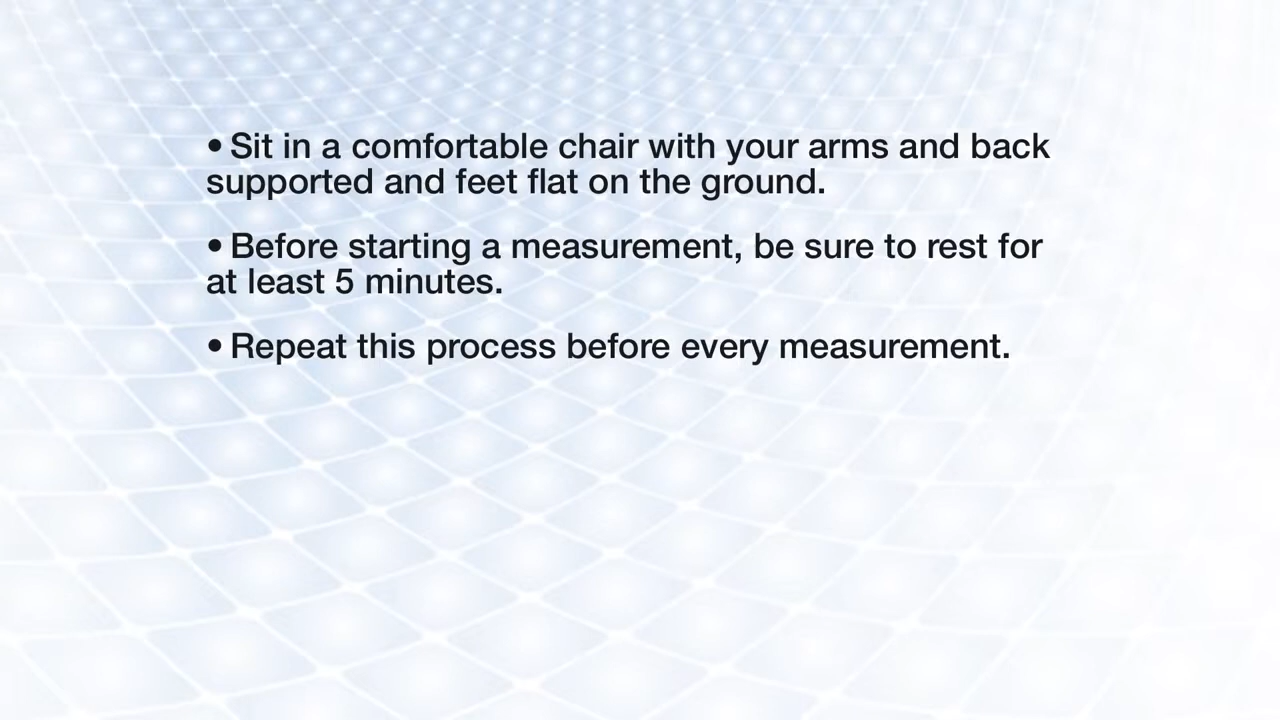 • Sit in a comfortable chair with your arms and back
supported and feet flat on the ground.
• Before starting a measurement, be sure to rest for
at least 5 minutes.
• Repeat this process before every measurement.